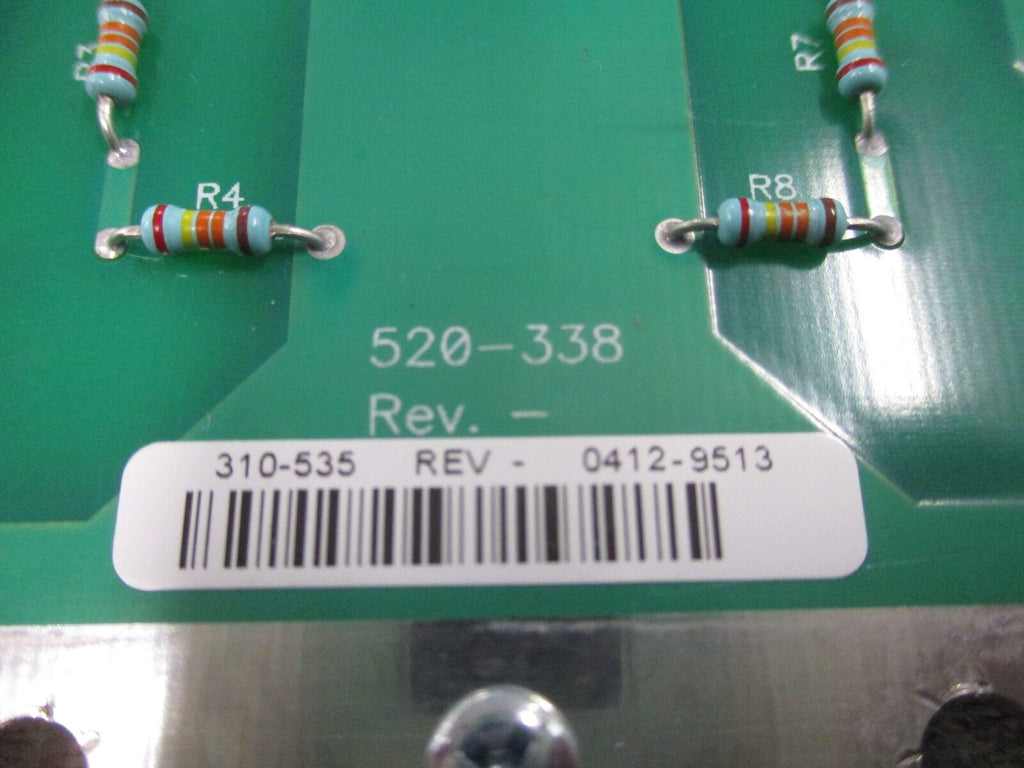 R3
R7
R4
R8
520-338
Rev. -
310-535 REV - 0412-9513